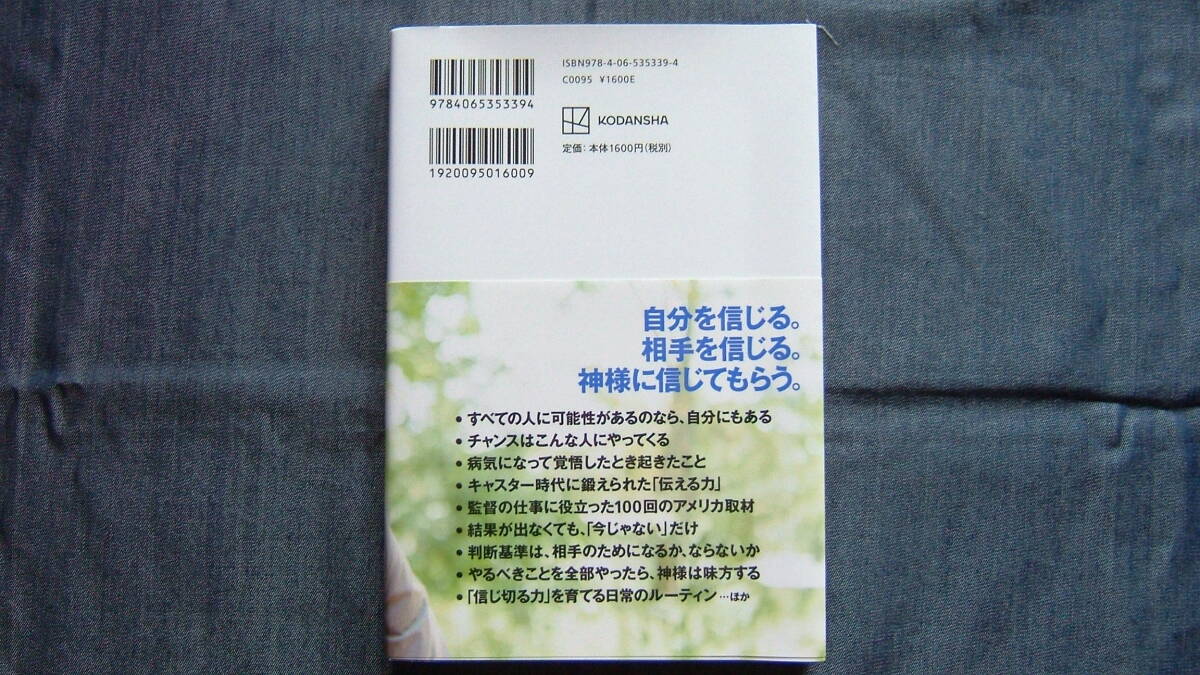 ISBN978-4-06-535339-4
C0095 ¥1600E
9784065353394
KODANSHA
定価：本体1600円（税別）
1920095016009
自分を信じる。
相手を信じる。
神様に信じてもらう。
● すべての人に可能性があるのなら、自分にもある
● チャンスはこんな人にやってくる
● 病気になって覚悟したとき起きたこと
● キャスター時代に鍛えられた「伝える力」
● 監督の仕事に役立った100回のアメリカ取材
● 結果が出なくても、「今じゃない」だけ
● 判断基準は、相手のためになるか、ならないか
● やるべきことを全部やったら、神様は味方する
● 「信じ切る力」を育てる日常のルーティン …ほか